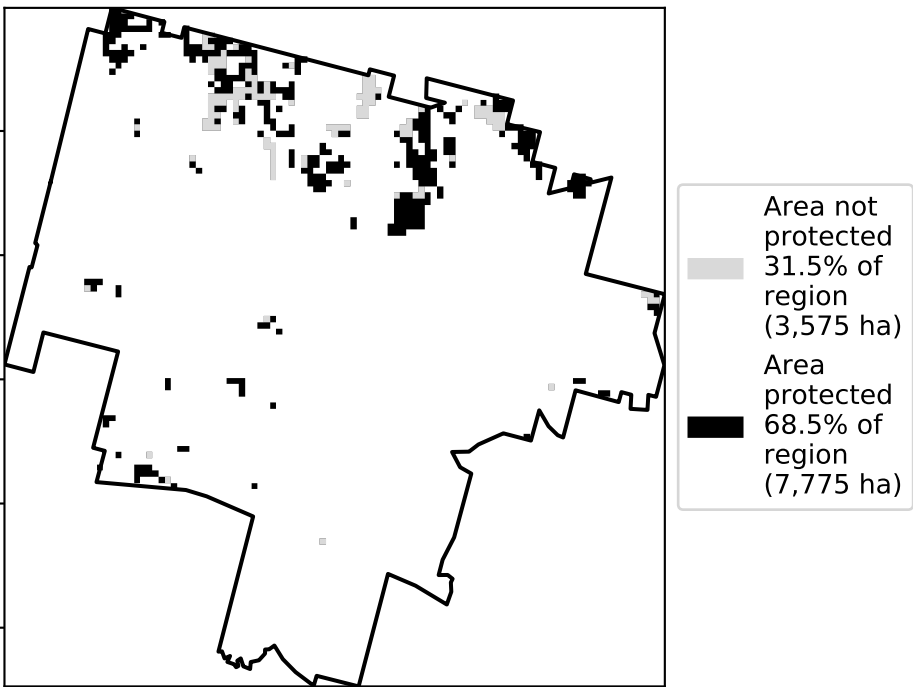 Area not
protected
31.5% of
region
(3,575 ha)
Area
protected
68.5% of
region
(7,775 ha)